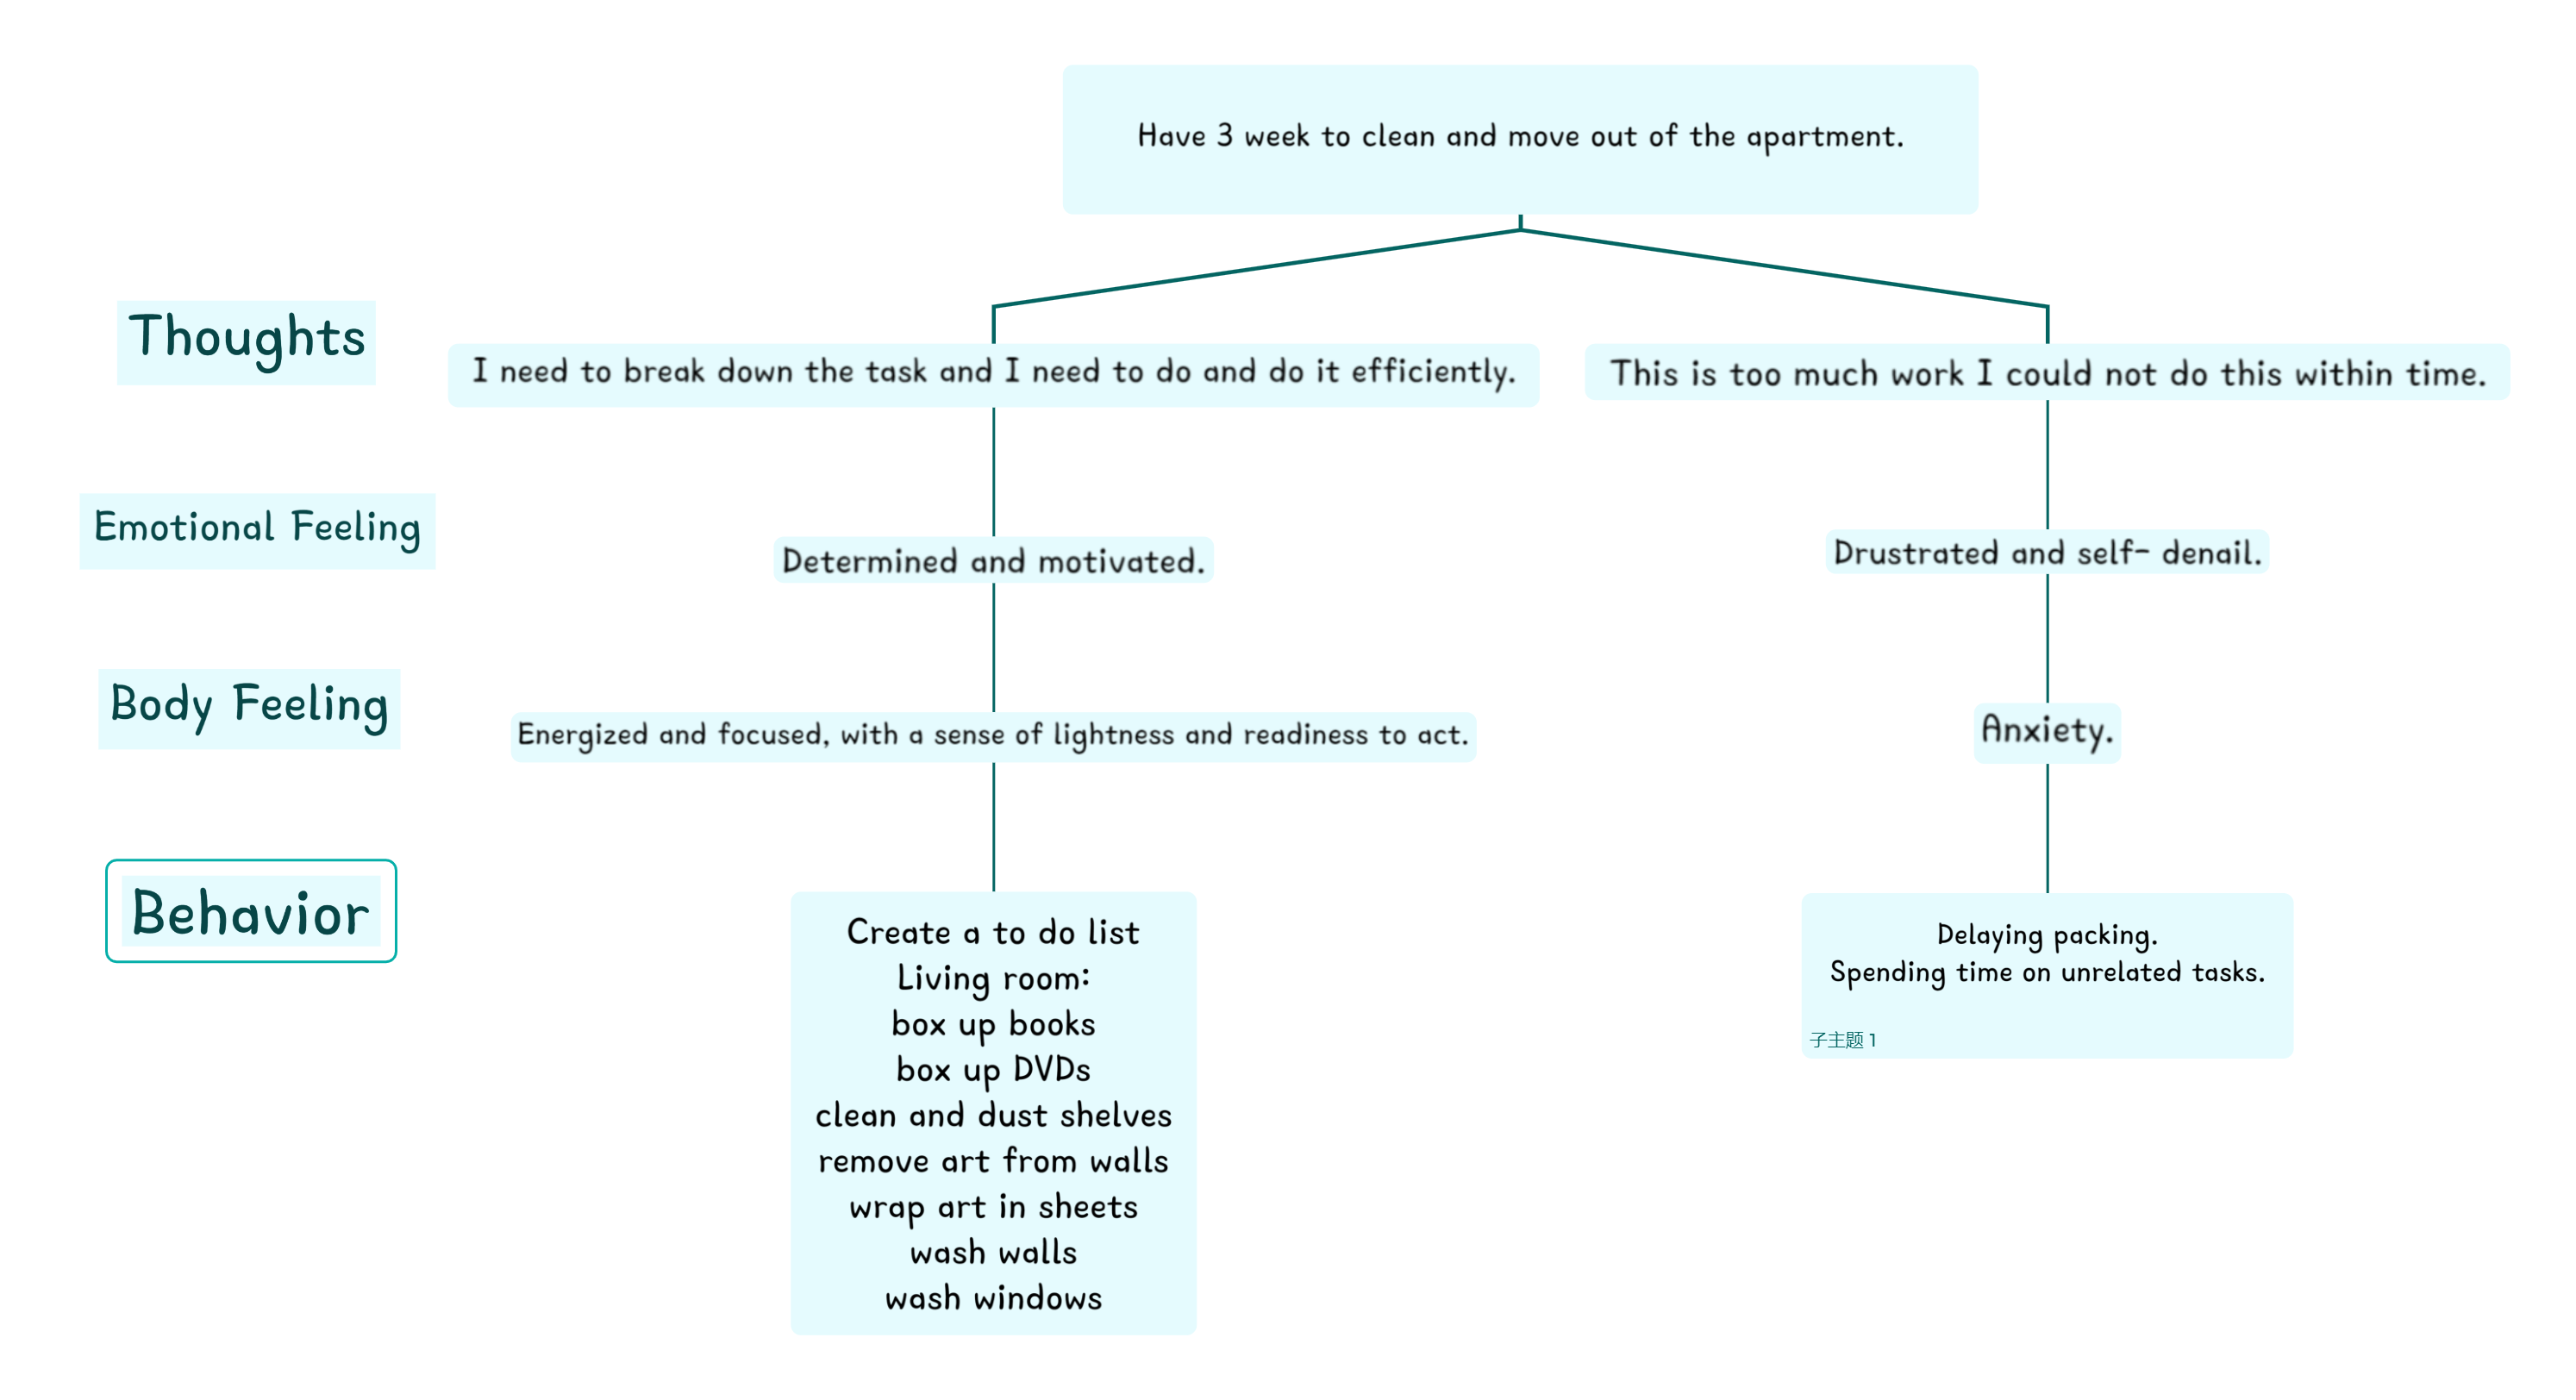 Have 3 week to clean and move out of the apartment.
Thoughts
I need to break down the task and I need to do and do it efficiently.
This is too much work I could not do this within time.
Emotional Feeling
Determined and motivated.
Drustrated and self- denail.
Body Feeling
Energized and focused, with a sense of lightness and readiness to act.
Anxiety.
Behavior
Create a to do list
Living room:
box up books
box up DVDs
clean and dust shelves
remove art from walls
wrap art in sheets
wash walls
wash windows
Delaying packing.
Spending time on unrelated tasks.
子主题 1